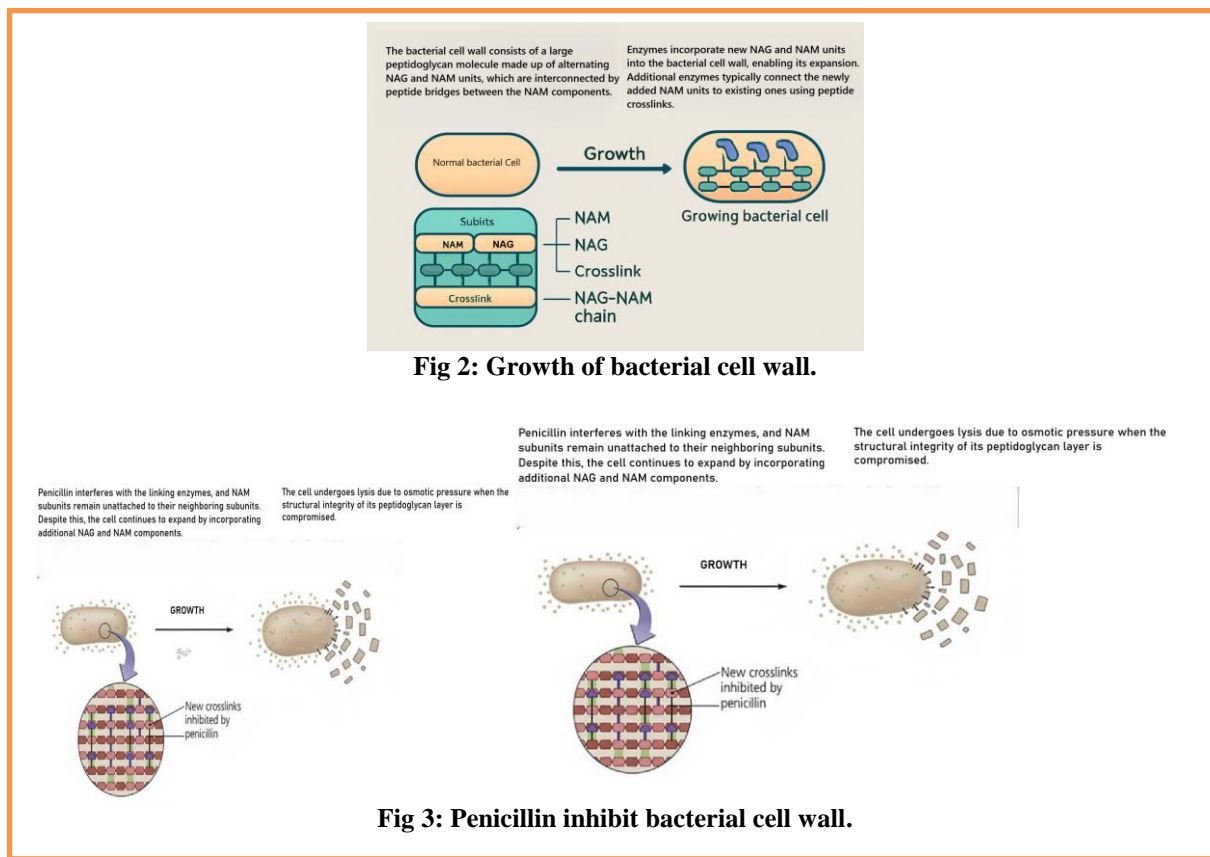 The bacterial cell wall consists of a large
peptidoglycan molecule made up of alternating
NAG and NAM units, which are interconnected by
peptide bridges between the NAM components.
Enzymes incorporate new NAG and NAM units
into the bacterial cell wall, enabling its expansion.
Additional enzymes typically connect the newly
added NAM units to existing ones using peptide
crosslinks.
Normal bacterial Cell
Growth
Growing bacterial cell
Subiits
NAM
NAG
Crosslink
NAM
NAG
Crosslink
NAG-NAM
chain
Fig 2: Growth of bacterial cell wall.
Penicillin interferes with the linking enzymes, and NAM
subunits remain unattached to their neighboring subunits.
Despite this, the cell continues to expand by incorporating
additional NAG and NAM components.
The cell undergoes lysis due to osmotic pressure when the
structural integrity of its peptidoglycan layer is
compromised.
GROWTH
New crosslinks
inhibited by
penicillin
Penicillin interferes with the linking enzymes, and NAM
subunits remain unattached to their neighboring subunits.
Despite this, the cell continues to expand by incorporating
additional NAG and NAM components.
The cell undergoes lysis due to osmotic pressure when the
structural integrity of its peptidoglycan layer is
compromised.
GROWTH
New crosslinks
inhibited by
penicillin
Fig 3: Penicillin inhibit bacterial cell wall.